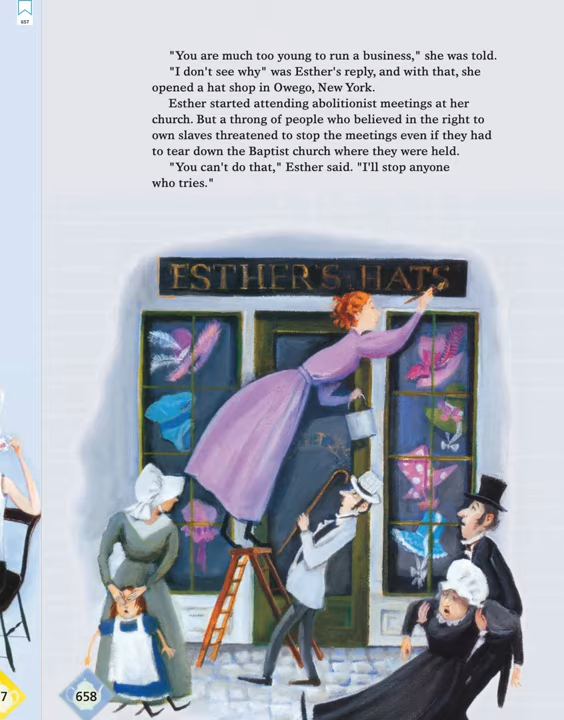 657
"You are much too young to run a business," she was told.
"I don't see why" was Esther's reply, and with that, she
opened a hat shop in Owego, New York.
Esther started attending abolitionist meetings at her
church. But a throng of people who believed in the right to
own slaves threatened to stop the meetings even if they had
to tear down the Baptist church where they were held.
"You can't do that," Esther said. "I'll stop anyone
who tries."
ESTHER'S HATS
7
658